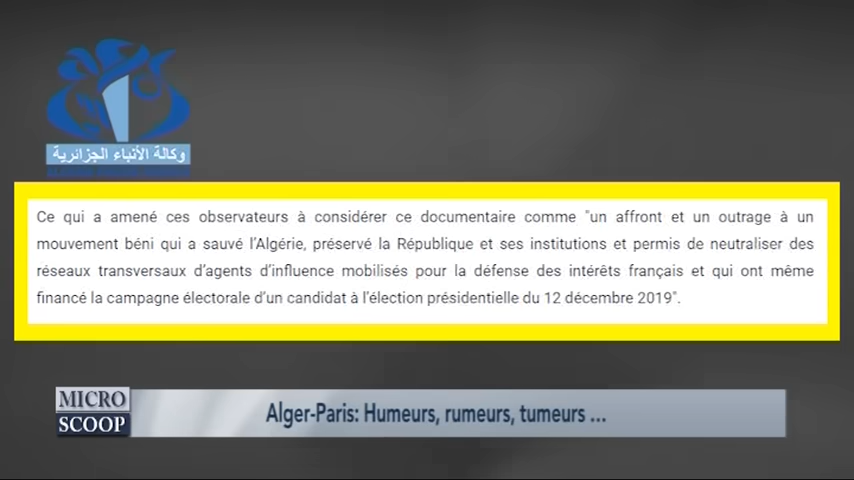 وكالة الأنباء الجزائرية
Ce qui a amené ces observateurs à considérer ce documentaire comme "un affront et un outrage à un
mouvement béni qui a sauvé l'Algérie, préservé la République et ses institutions et permis de neutraliser des
réseaux transversaux d'agents d'influence mobilisés pour la défense des intérêts français et qui ont même
financé la campagne électorale d'un candidat à l'élection présidentielle du 12 décembre 2019".
MICRO
SCOOP
Alger-Paris: Humeurs, rumeurs, tumeurs ...